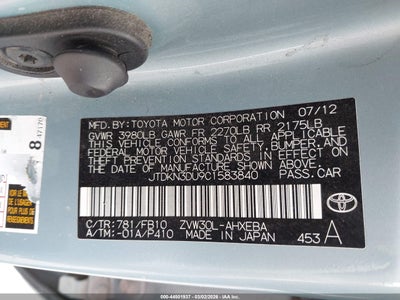 MFD. BY: TOYOTA MOTOR CORPORATION 07/12
GVWR 3980LB GAWR FR 2270LB RR 2175LB
THIS VEHICLE CONFORMS TO ALL APPLICABLE
FEDERAL MOTOR VEHICLE SAFETY, BUMPER, AND
THEFT PREVENTION STANDARDS IN EFFECT ON THE
DATE OF MANUFACTURE SHOWN ABOVE.
JTDKN3DU9C1583840 PASS.CAR
C/TR: 781/FB10 ZVW30L-AHXEBA
A/TM: -01A/P410 MADE IN JAPAN 453 A
TOYOTA
000-44501937 - 03/02/2026 - IAA, INC.